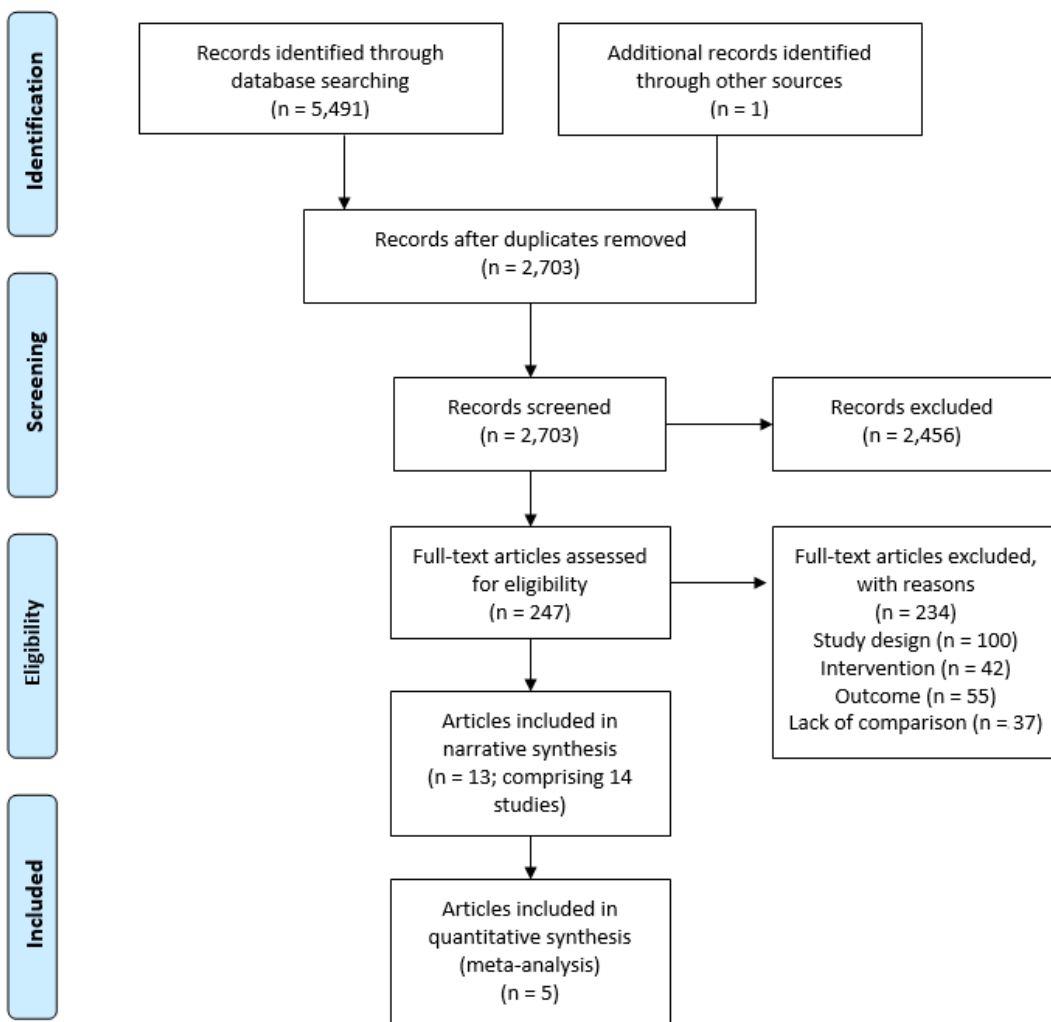 Identification
Records identified through
database searching
(n = 5,491)
Additional records identified
through other sources
(n = 1)
Records after duplicates removed
(n = 2,703)
Screening
Records screened
(n = 2,703)
Records excluded
(n = 2,456)
Eligibility
Full-text articles assessed
for eligibility
(n = 247)
Full-text articles excluded,
with reasons
(n = 234)
Study design (n = 100)
Intervention (n = 42)
Outcome (n = 55)
Lack of comparison (n = 37)
Articles included in
narrative synthesis
(n = 13; comprising 14
studies)
Included
Articles included in
quantitative synthesis
(meta-analysis)
(n = 5)